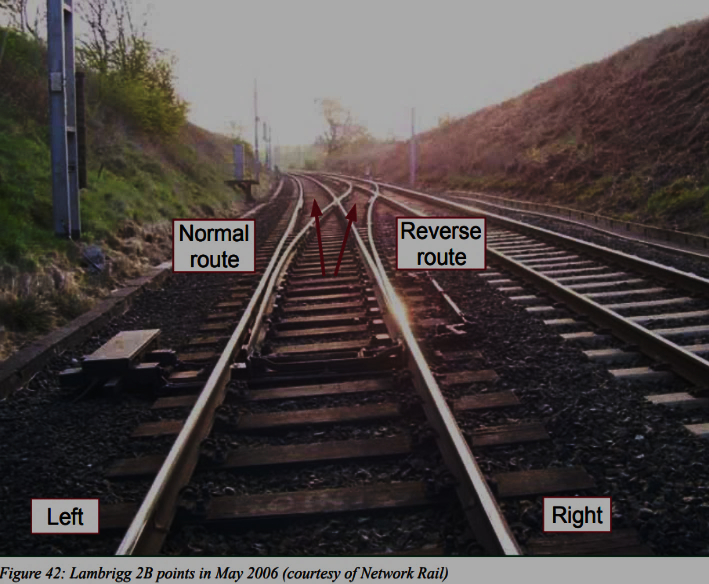 Normal
route
Reverse
route
Left
Right
Figure 42: Lambrigg 2B points in May 2006 (courtesy of Network Rail)